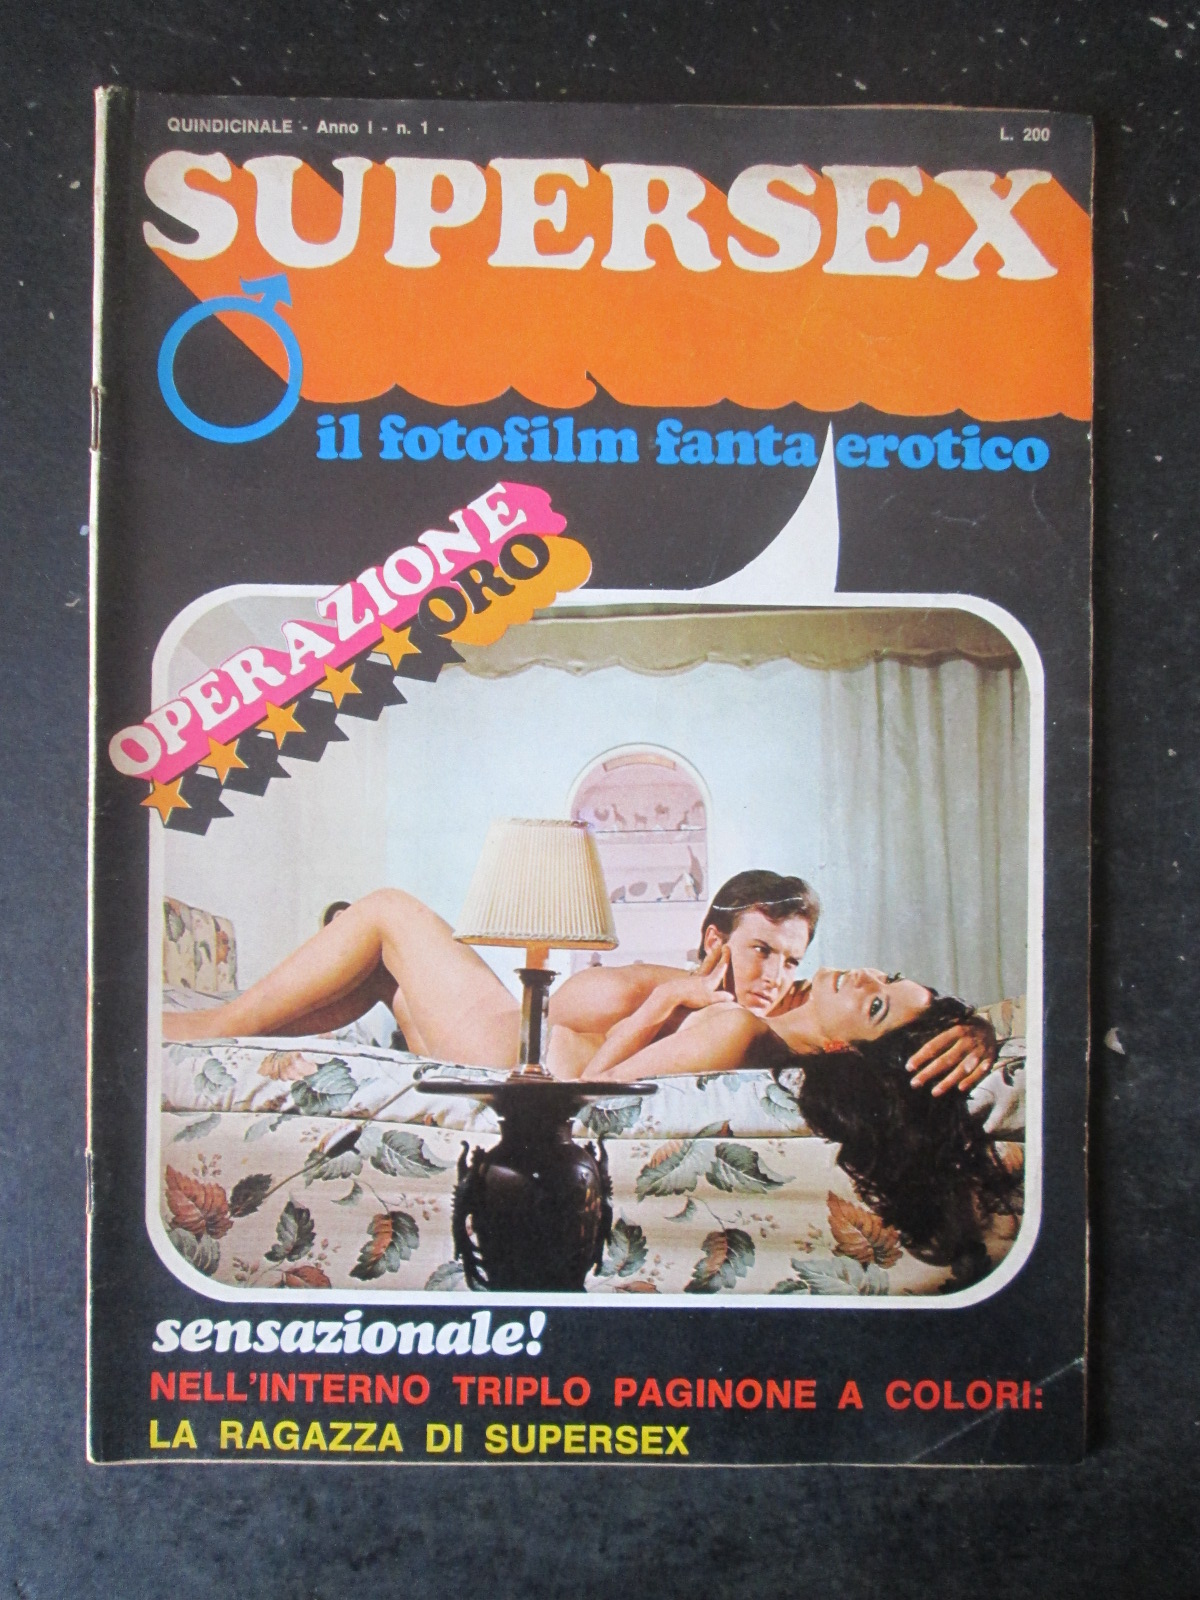 QUINDICINALE - Anno I - n. 1 -
L. 200
SUPERSEX
il fotofilm fanta erotico
OPERAZIONE
ORO
sensazionale!
NELL'INTERNO TRIPLO PAGINONE A COLORI:
LA RAGAZZA DI SUPERSEX